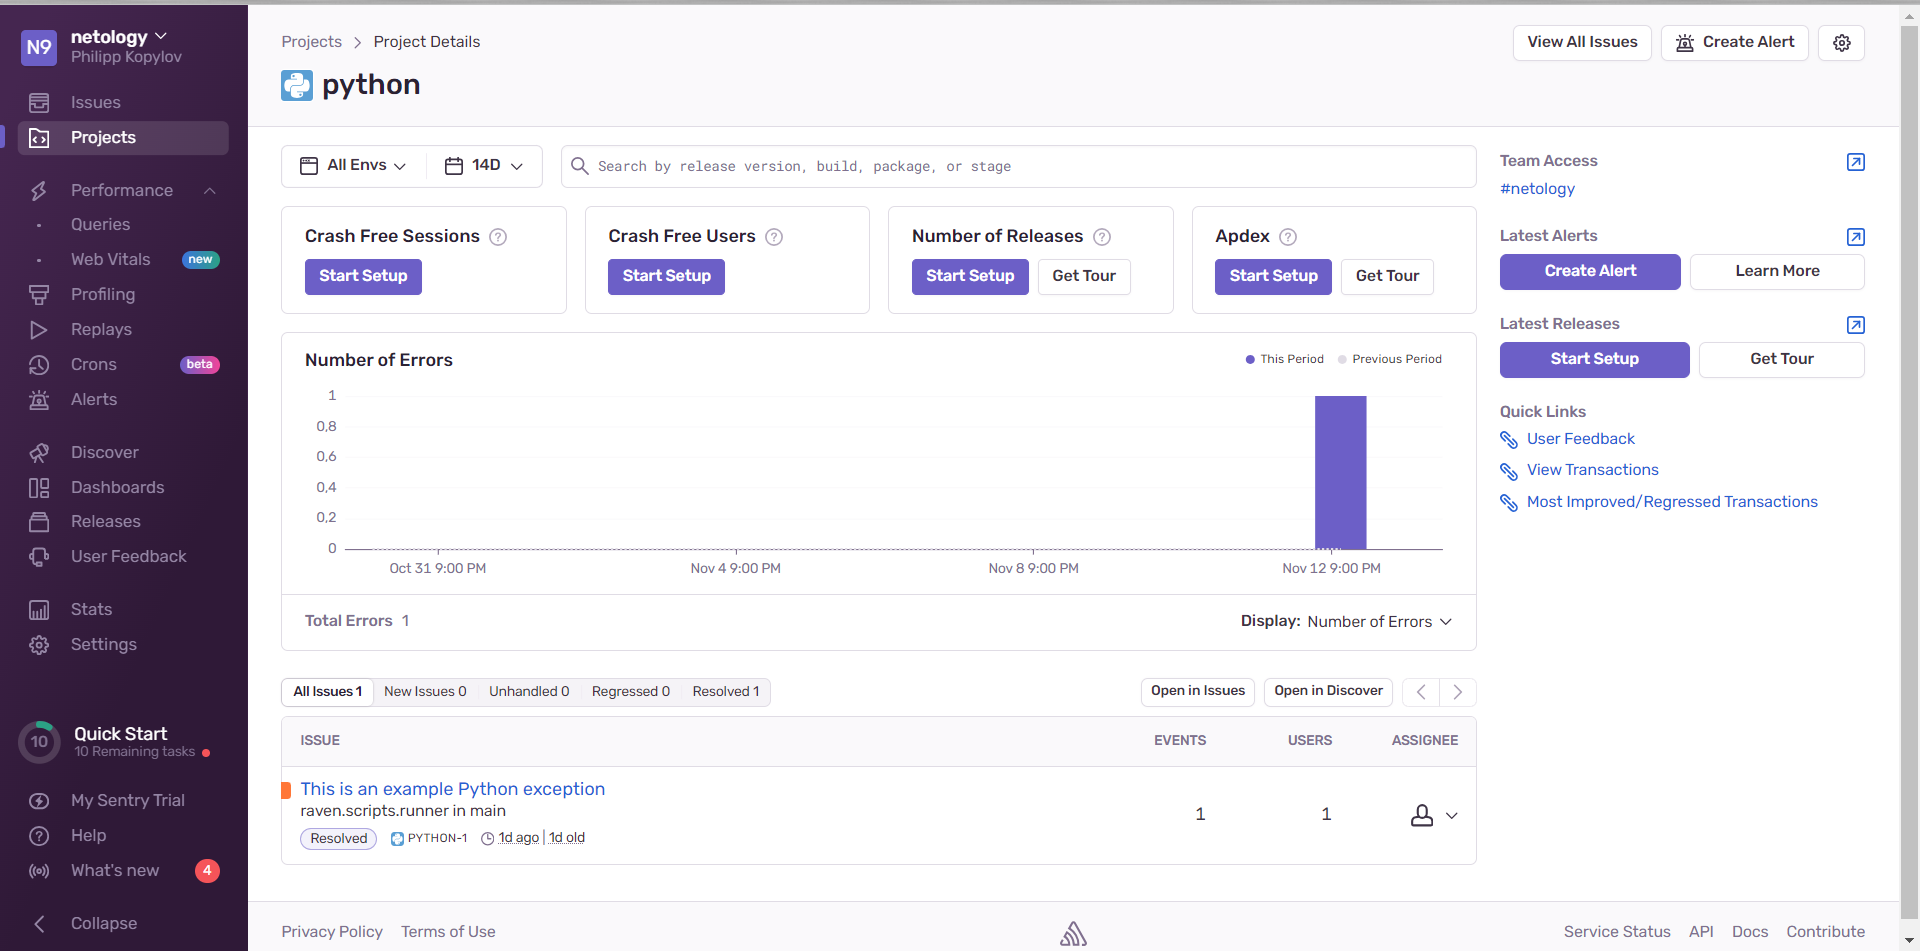 N9
netology
Philipp Kopylov
Issues
Projects
Performance
Queries
Web Vitals new
Profiling
Replays
Crons beta
Alerts
Discover
Dashboards
Releases
User Feedback
Stats
Settings
10
Quick Start
10 Remaining tasks
My Sentry Trial
Help
What's new 4
Collapse
Projects Project Details
python
View All Issues
Create Alert
All Envs
14D
Search by release version, build, package, or stage
Crash Free Sessions ?
Start Setup
Crash Free Users ?
Start Setup
Number of Releases ?
Start Setup Get Tour
Apdex ?
Start Setup Get Tour
Number of Errors
This Period Previous Period
1
0,8
0,6
0,4
0,2
0
Oct 31 9:00 PM Nov 4 9:00 PM Nov 8 9:00 PM Nov 12 9:00 PM
Total Errors 1
Display: Number of Errors
All Issues 1 New Issues 0 Unhandled 0 Regressed 0 Resolved 1
Open in Issues Open in Discover
ISSUE EVENTS USERS ASSIGNEE
This is an example Python exception
raven.scripts.runner in main
1 1
Resolved PYTHON-1 1d ago | 1d old
Team Access
#netology
Latest Alerts
Create Alert Learn More
Latest Releases
Start Setup Get Tour
Quick Links
User Feedback
View Transactions
Most Improved/Regressed Transactions
Privacy Policy Terms of Use
Service Status API Docs Contribute